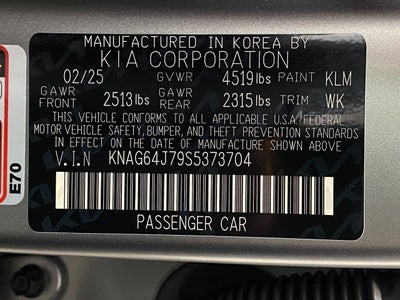 MANUFACTURED IN KOREA BY
KIA CORPORATION
02/25 GVWR 4519lbs PAINT KLM
GAWR FRONT 2513lbs GAWR REAR 2315lbs TRIM WK
THIS VEHICLE CONFORMS TO ALL APPLICABLE U.S.A. FEDERAL
MOTOR VEHICLE SAFETY, BUMPER, AND THEFT PREVENTION STANDARDS
IN EFFECT ON THE DATE OF MANUFACTURE SHOWN ABOVE.
V.I.N KNAG64J79S5373704
PASSENGER CAR
E70